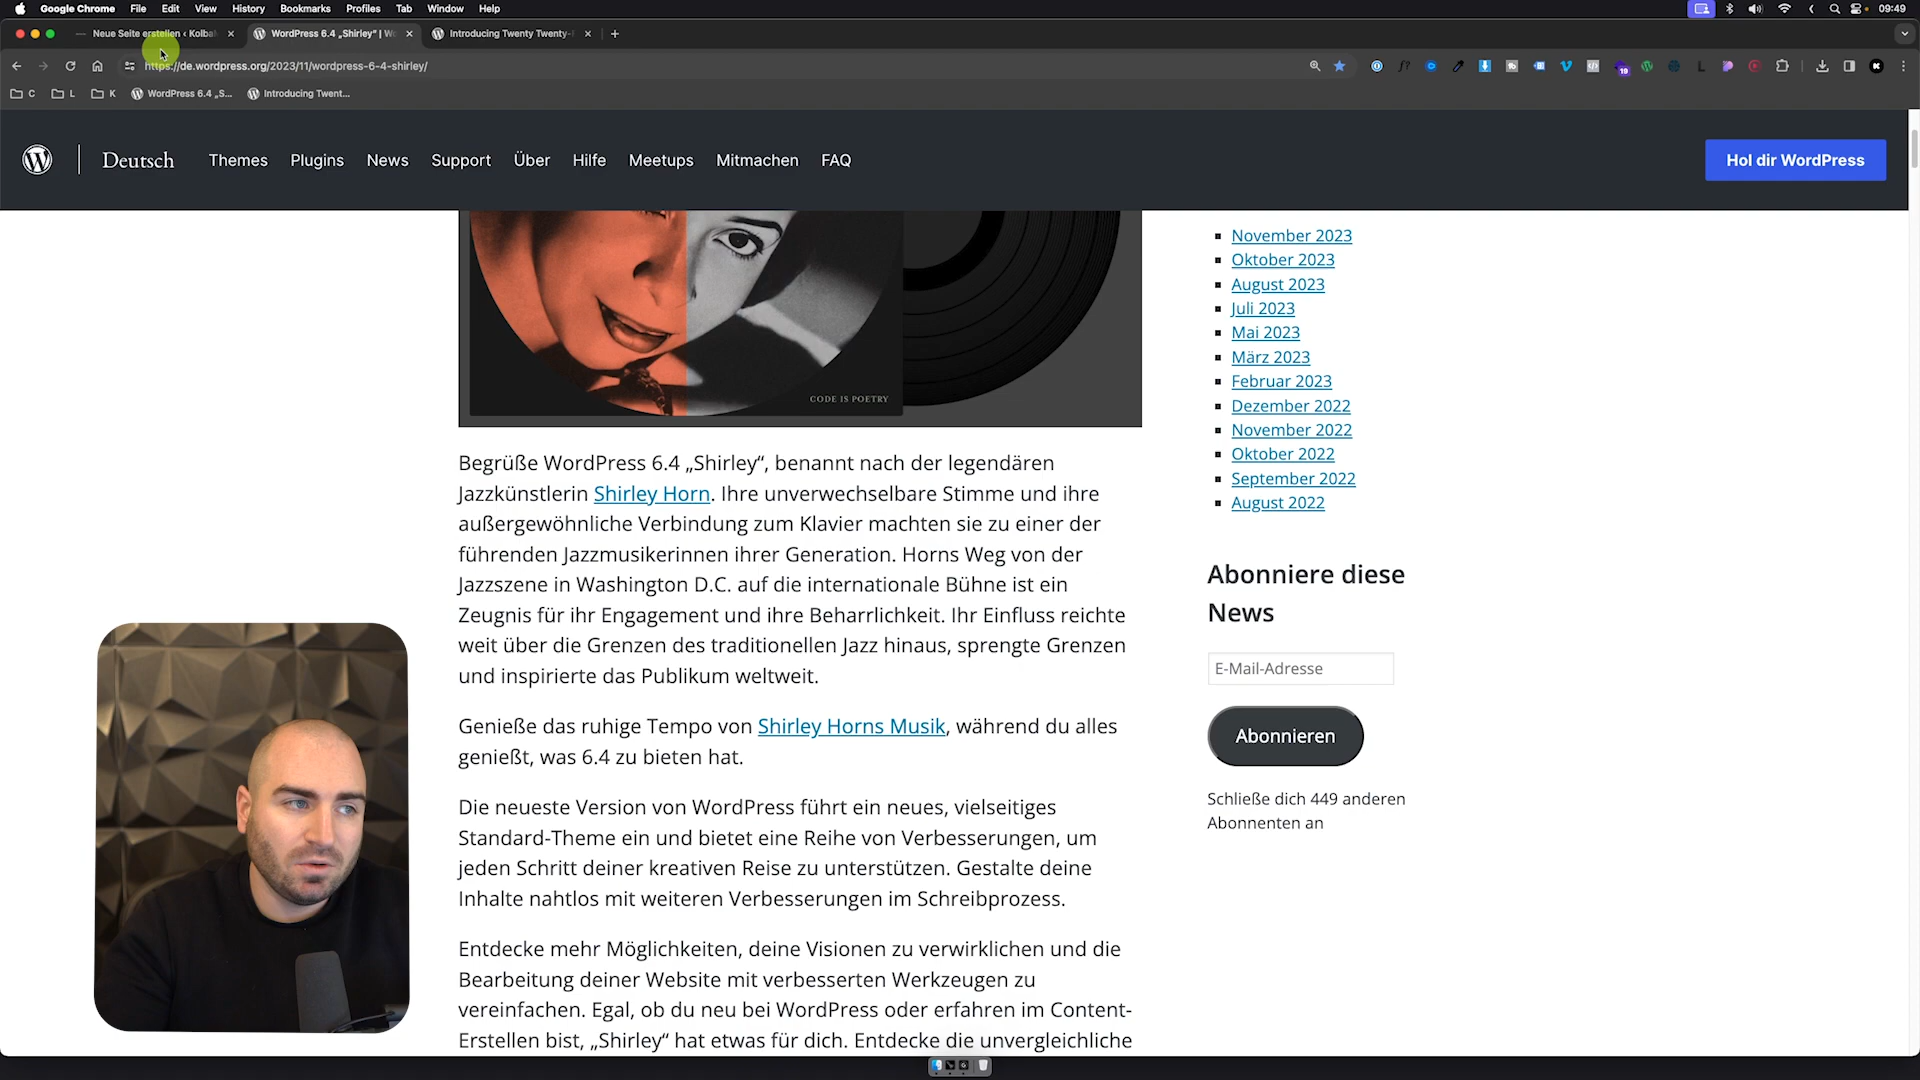 Google Chrome File Edit View History Bookmarks Profiles Tab Window Help 09:49
Neue Seite erstellen ‹ Kolba
WordPress 6.4 „Shirley“ | W
Introducing Twenty Twenty-
https://de.wordpress.org/2023/11/wordpress-6-4-shirley/
19
C L K WordPress 6.4 „S... Introducing Twent...
Deutsch Themes Plugins News Support Über Hilfe Meetups Mitmachen FAQ Hol dir WordPress
CODE IS POETRY
Begrüße WordPress 6.4 „Shirley“, benannt nach der legendären
Jazzkünstlerin Shirley Horn. Ihre unverwechselbare Stimme und ihre
außergewöhnliche Verbindung zum Klavier machten sie zu einer der
führenden Jazzmusikerinnen ihrer Generation. Horns Weg von der
Jazzszene in Washington D.C. auf die internationale Bühne ist ein
Zeugnis für ihr Engagement und ihre Beharrlichkeit. Ihr Einfluss reichte
weit über die Grenzen des traditionellen Jazz hinaus, sprengte Grenzen
und inspirierte das Publikum weltweit.
Genieße das ruhige Tempo von Shirley Horns Musik, während du alles
genießt, was 6.4 zu bieten hat.
Die neueste Version von WordPress führt ein neues, vielseitiges
Standard-Theme ein und bietet eine Reihe von Verbesserungen, um
jeden Schritt deiner kreativen Reise zu unterstützen. Gestalte deine
Inhalte nahtlos mit weiteren Verbesserungen im Schreibprozess.
Entdecke mehr Möglichkeiten, deine Visionen zu verwirklichen und die
Bearbeitung deiner Website mit verbesserten Werkzeugen zu
vereinfachen. Egal, ob du neu bei WordPress oder erfahren im Content-
Erstellen bist, „Shirley“ hat etwas für dich. Entdecke die unvergleichliche
November 2023
Oktober 2023
August 2023
Juli 2023
Mai 2023
März 2023
Februar 2023
Dezember 2022
November 2022
Oktober 2022
September 2022
August 2022
Abonniere diese
News
E-Mail-Adresse
Abonnieren
Schließe dich 449 anderen
Abonnenten an